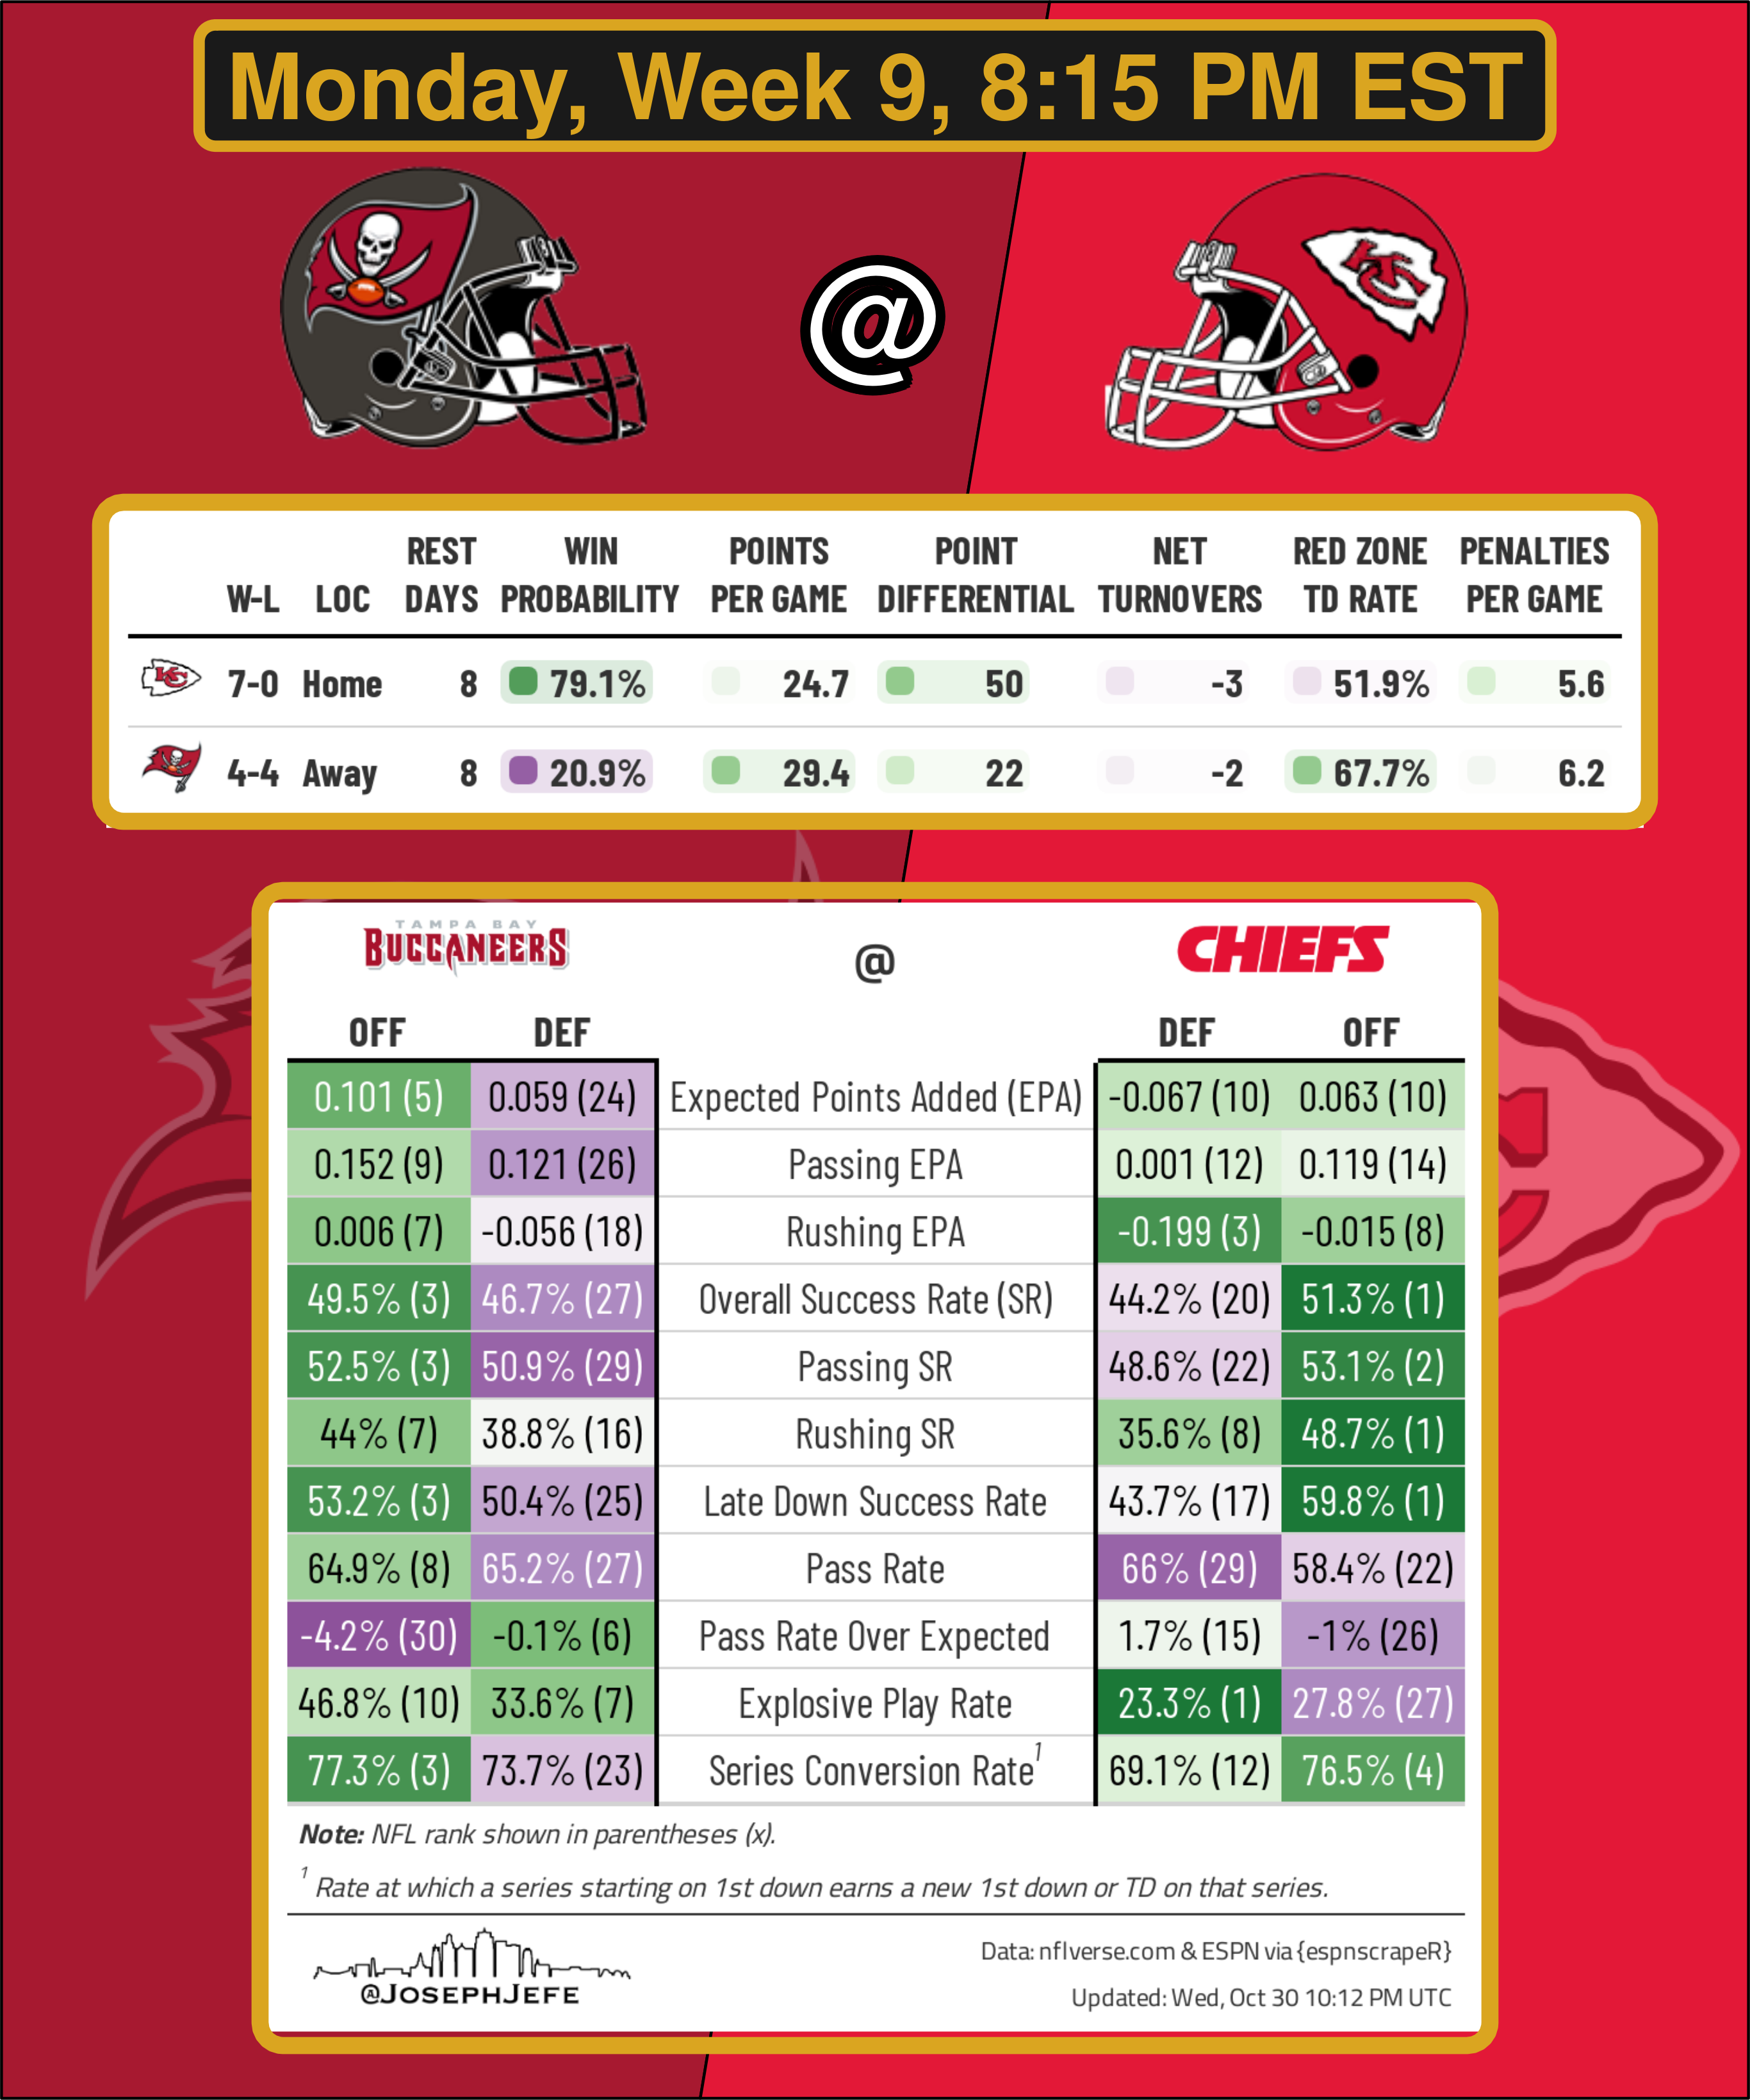 Monday, Week 9, 8:15 PM EST
@
W-L LOC REST DAYS WIN PROBABILITY POINTS PER GAME POINT DIFFERENTIAL NET TURNOVERS RED ZONE TD RATE PENALTIES PER GAME
KC 7-0 Home 8 79.1% 24.7 50 -3 51.9% 5.6
4-4 Away 8 20.9% 29.4 22 -2 67.7% 6.2
TAMPA BAY
BUCCANEERS @ CHIEFS
OFF DEF DEF OFF
0.101 (5) 0.059 (24) Expected Points Added (EPA) -0.067 (10) 0.063 (10)
0.152 (9) 0.121 (26) Passing EPA 0.001 (12) 0.119 (14)
0.006 (7) -0.056 (18) Rushing EPA -0.199 (3) -0.015 (8)
49.5% (3) 46.7% (27) Overall Success Rate (SR) 44.2% (20) 51.3% (1)
52.5% (3) 50.9% (29) Passing SR 48.6% (22) 53.1% (2)
44% (7) 38.8% (16) Rushing SR 35.6% (8) 48.7% (1)
53.2% (3) 50.4% (25) Late Down Success Rate 43.7% (17) 59.8% (1)
64.9% (8) 65.2% (27) Pass Rate 66% (29) 58.4% (22)
-4.2% (30) -0.1% (6) Pass Rate Over Expected 1.7% (15) -1% (26)
46.8% (10) 33.6% (7) Explosive Play Rate 23.3% (1) 27.8% (27)
77.3% (3) 73.7% (23) Series Conversion Rate¹ 69.1% (12) 76.5% (4)
Note: NFL rank shown in parentheses (x).
¹ Rate at which a series starting on 1st down earns a new 1st down or TD on that series.
@JOSEPHJEFE
Data: nflverse.com & ESPN via {espnscrapeR}
Updated: Wed, Oct 30 10:12 PM UTC